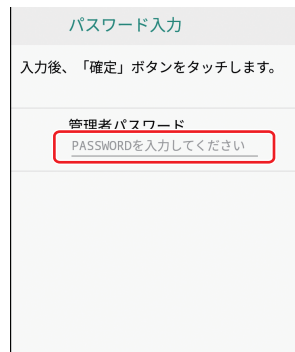 パスワード入力
入力後、「確定」ボタンをタッチします。
管理者パスワード
PASSWORDを入力してください